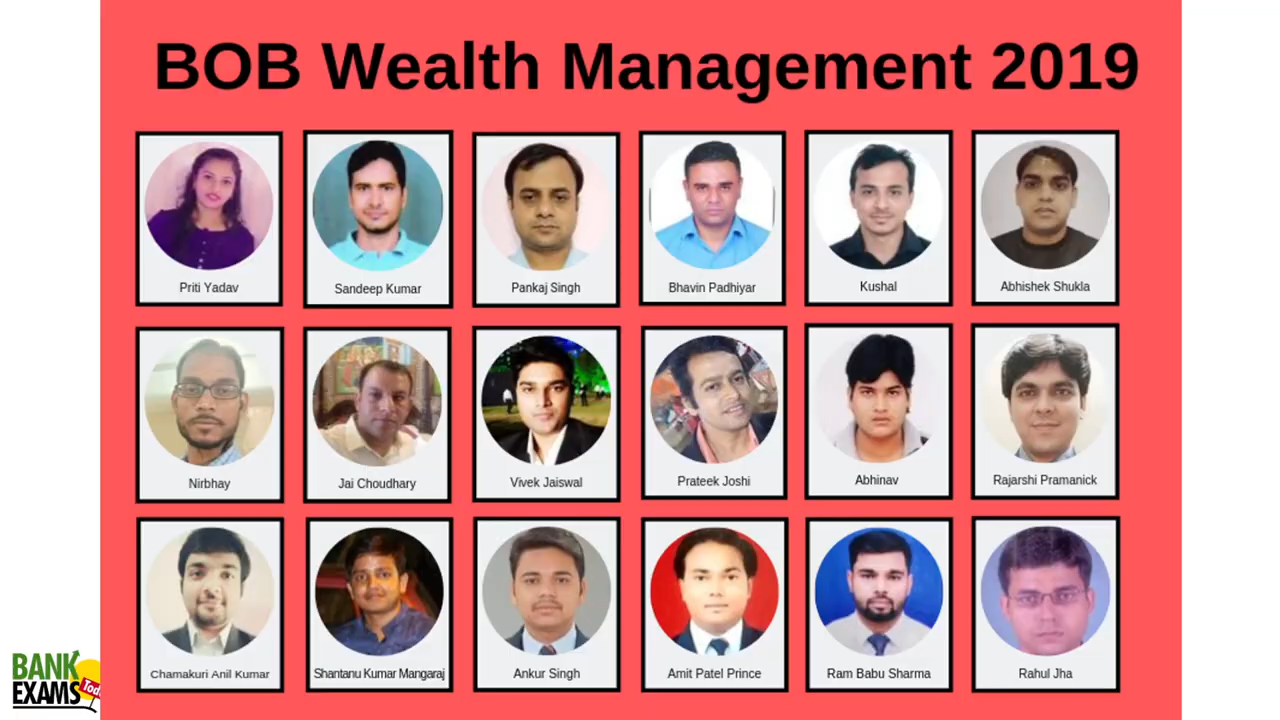 BOB Wealth Management 2019
Priti Yadav
Sandeep Kumar
Pankaj Singh
Bhavin Padhiyar
Kushal
Abhishek Shukla
Nirbhay
Jai Choudhary
Vivek Jaiswal
Prateek Joshi
Abhinav
Rajarshi Pramanick
Chamakuri Anil Kumar
Shantanu Kumar Mangaraj
Ankur Singh
Amit Patel Prince
Ram Babu Sharma
Rahul Jha
BANK
EXAMS